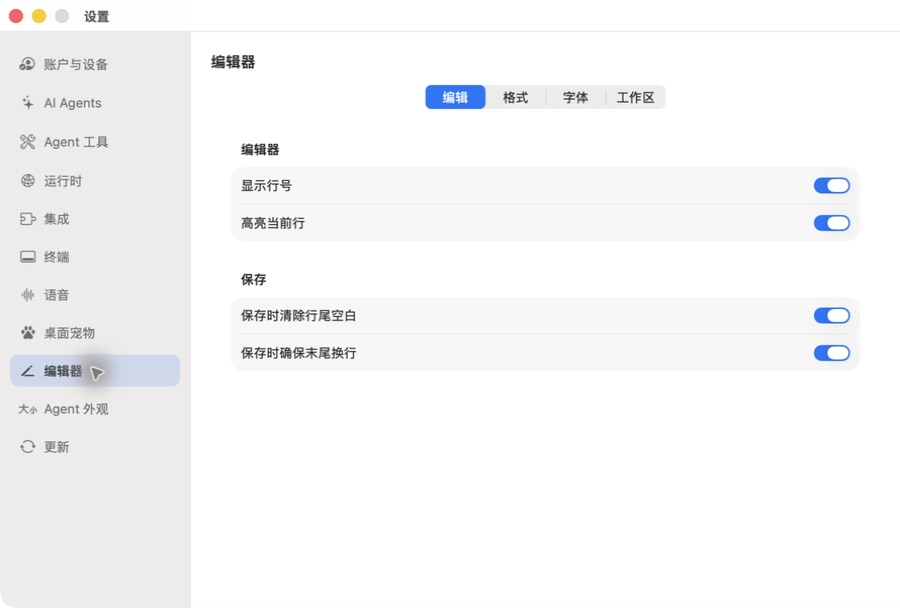 设置
账户与设备
AI Agents
Agent 工具
运行时
集成
终端
语音
桌面宠物
编辑器
大小 Agent 外观
更新
编辑器
编辑 格式 字体 工作区
编辑器
显示行号
高亮当前行
保存
保存时清除行尾空白
保存时确保末尾换行